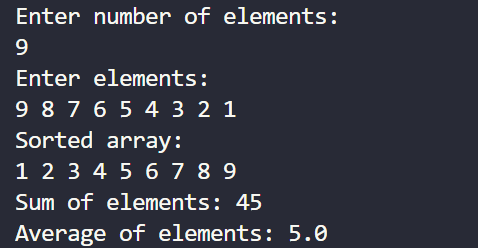 Enter number of elements:
9
Enter elements:
9 8 7 6 5 4 3 2 1
Sorted array:
1 2 3 4 5 6 7 8 9
Sum of elements: 45
Average of elements: 5.0